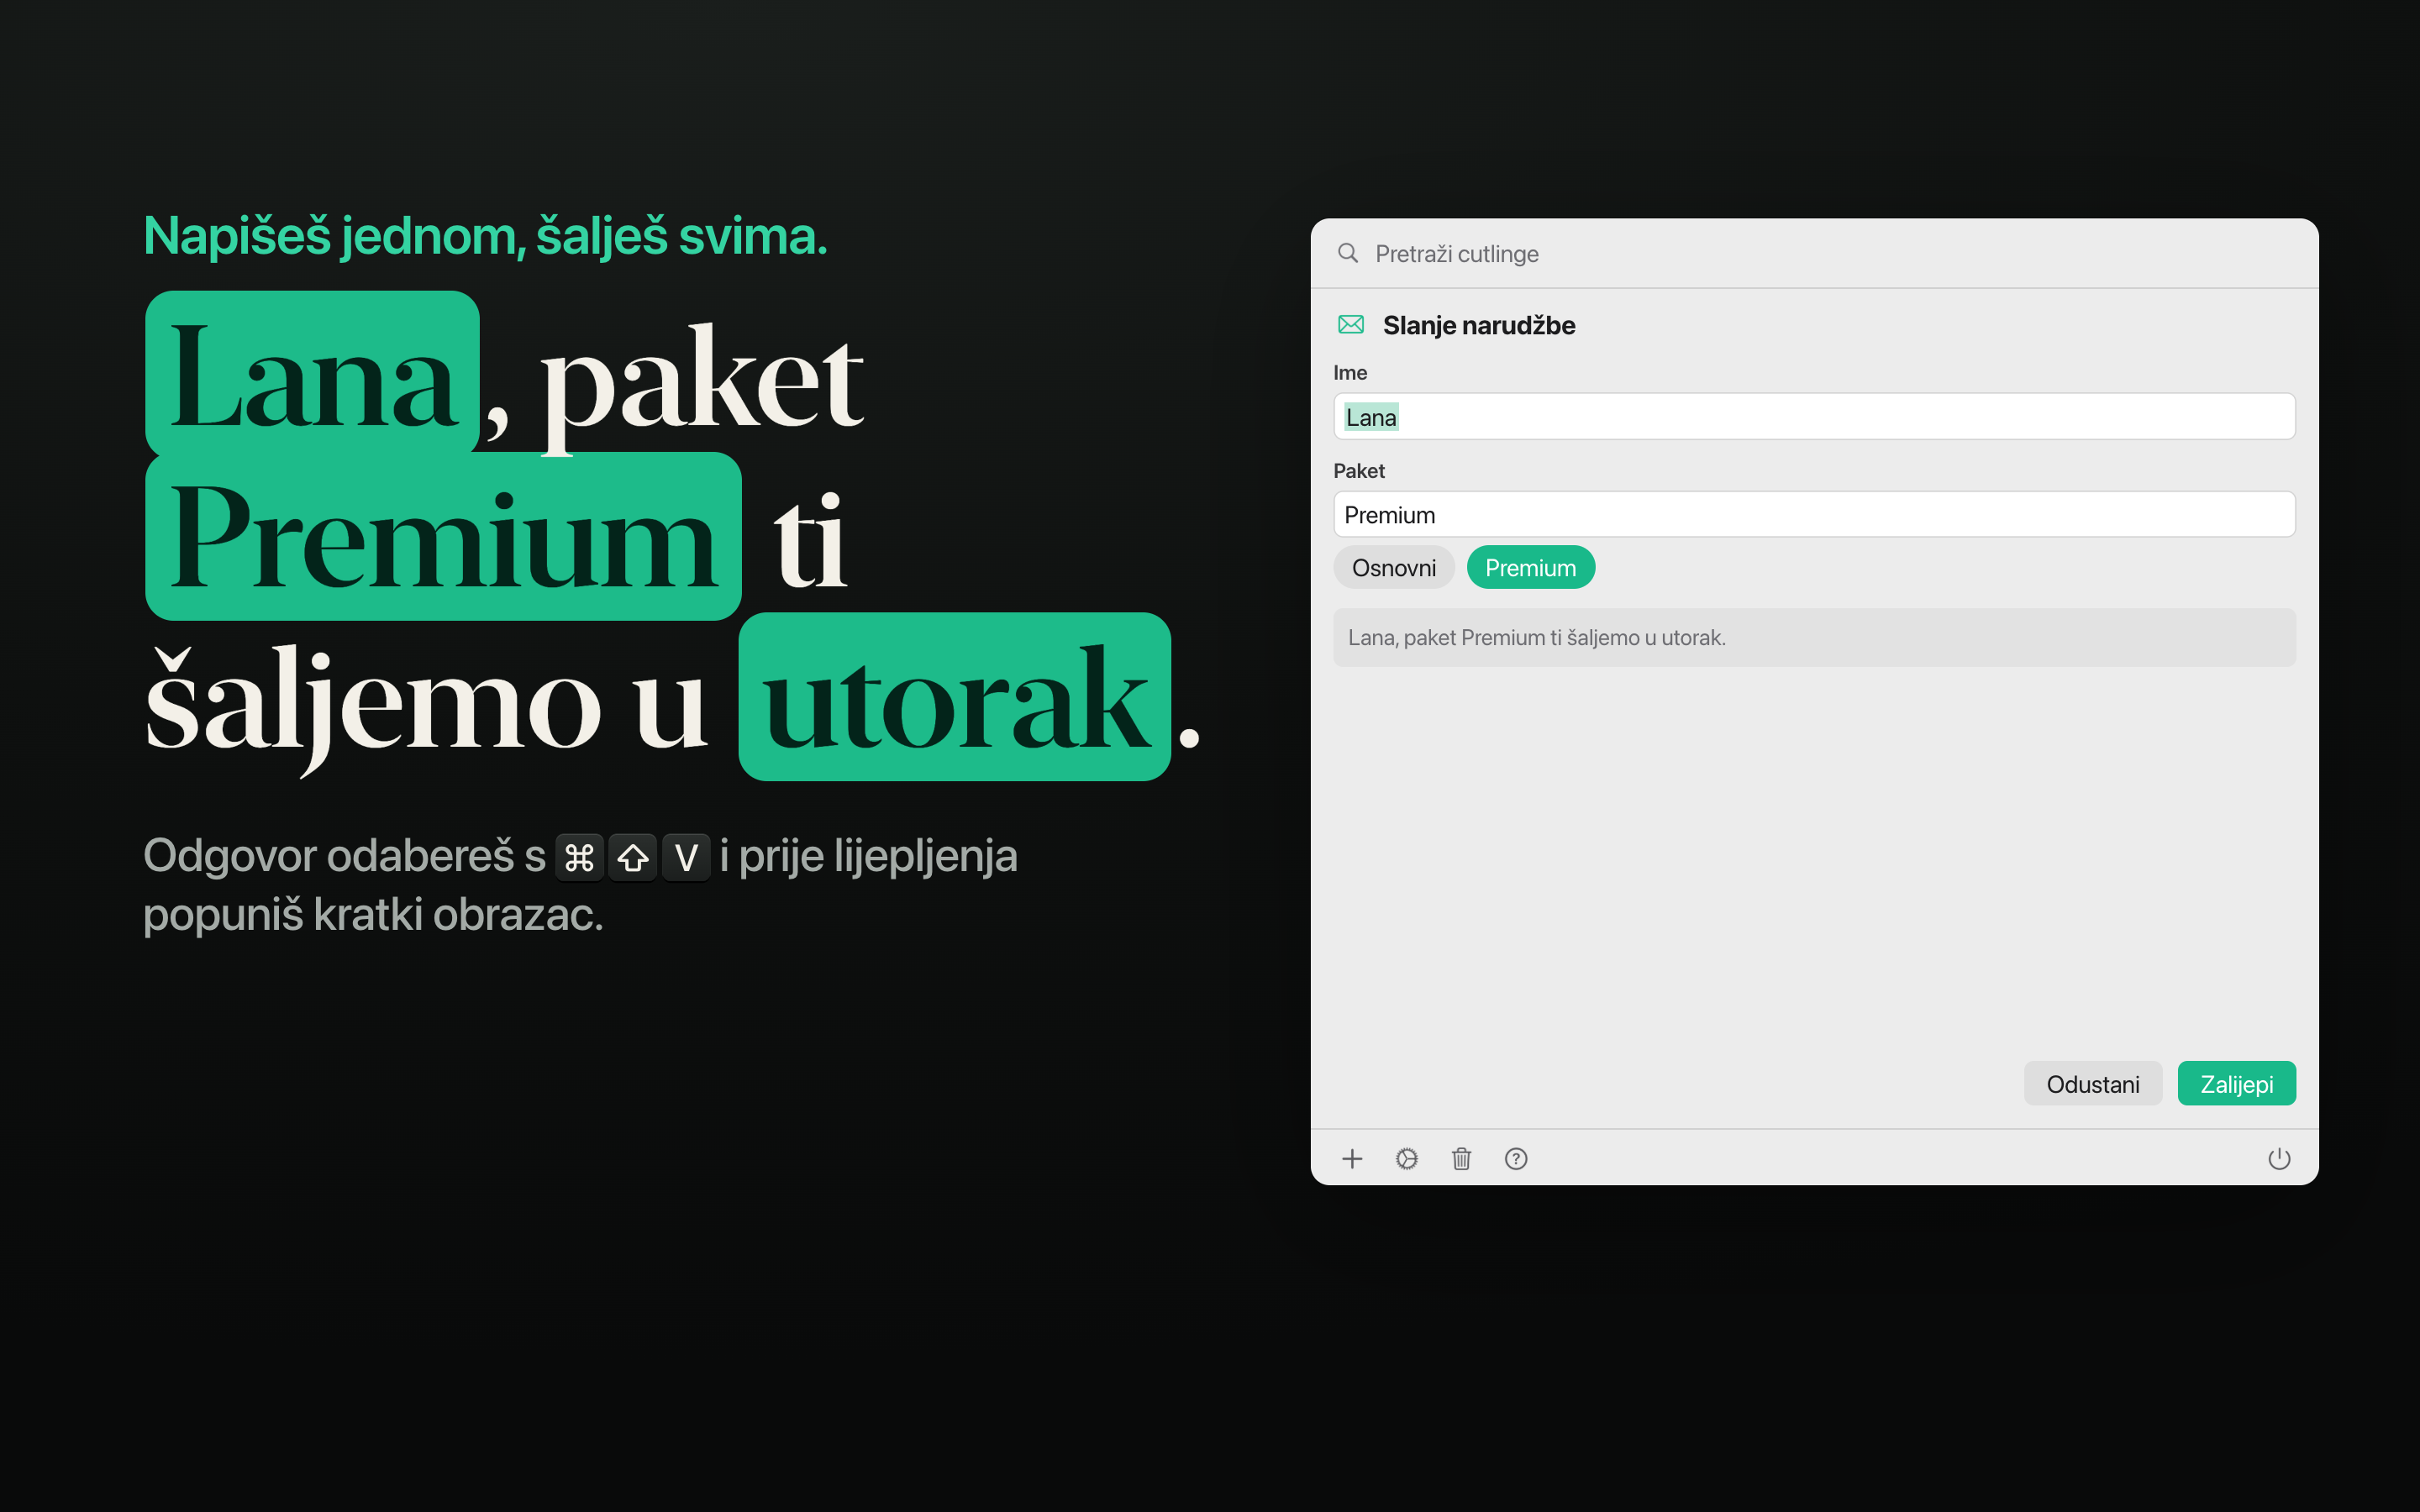 Napišeš jednom, šalješ svima.
Lana, paket
Premium ti
šaljemo u utorak.
Odgovor odabereš s ⌘ ⇧ V i prije lijepljenja
popuniš kratki obrazac.
Pretraži cutlinge
Slanje narudžbe
Ime
Lana
Paket
Premium
Osnovni Premium
Lana, paket Premium ti šaljemo u utorak.
Odustani Zalijepi